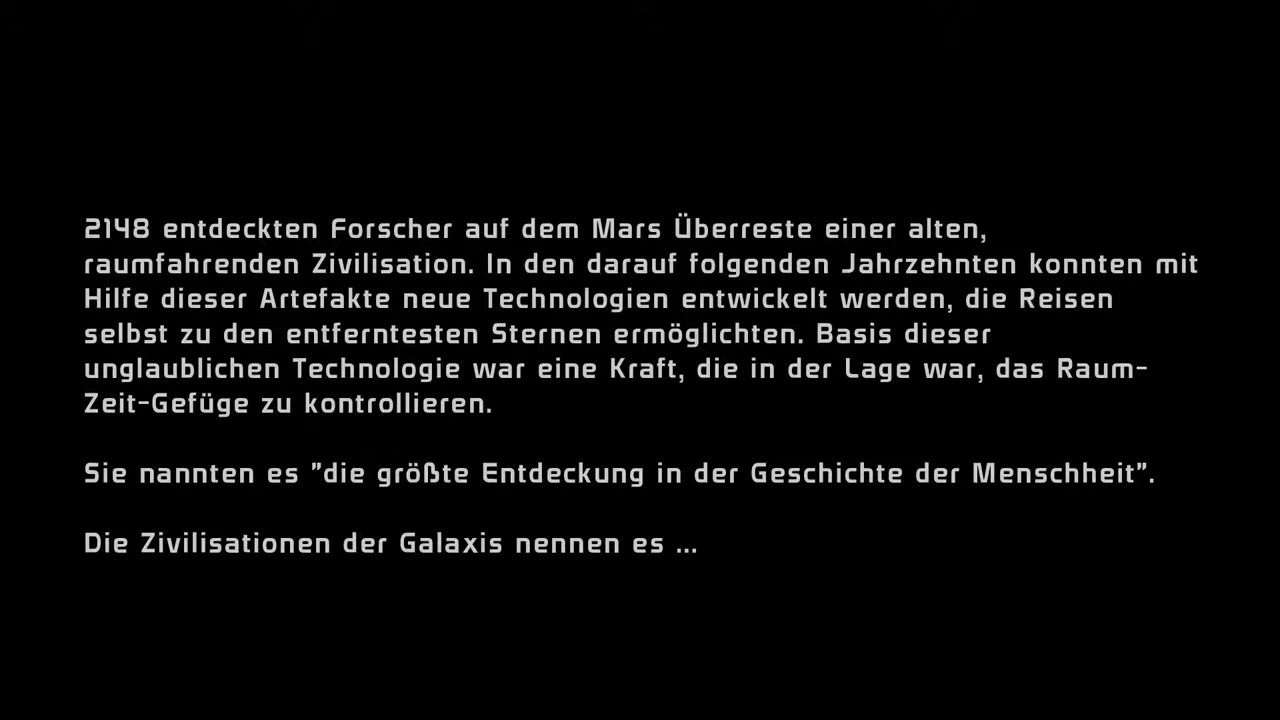 2148 entdeckten Forscher auf dem Mars Überreste einer alten,
raumfahrenden Zivilisation. In den darauf folgenden Jahrzehnten konnten mit
Hilfe dieser Artefakte neue Technologien entwickelt werden, die Reisen
selbst zu den entferntesten Sternen ermöglichten. Basis dieser
unglaublichen Technologie war eine Kraft, die in der Lage war, das Raum-
Zeit-Gefüge zu kontrollieren.
Sie nannten es "die größte Entdeckung in der Geschichte der Menschheit".
Die Zivilisationen der Galaxis nennen es ...